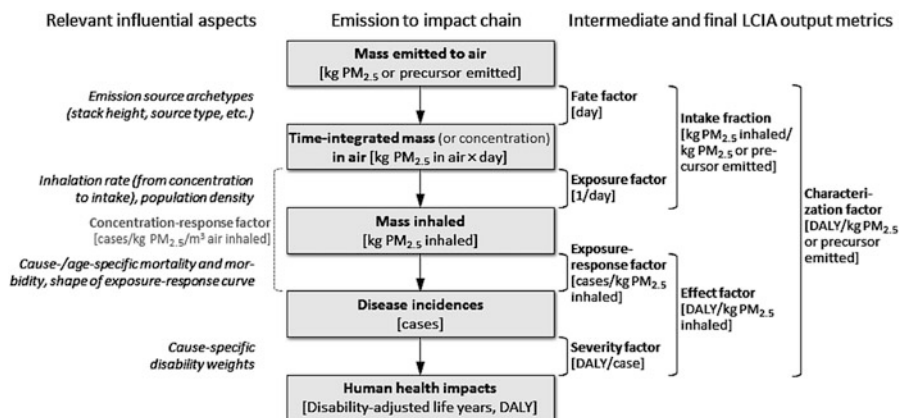 Relevant influential aspects
Emission to impact chain
Intermediate and final LCIA output metrics
Mass emitted to air
[kg PM2.5 or precursor emitted]
Emission source archetypes
(stack height, source type, etc.)
Fate factor
[day]
Time-integrated mass (or concentration)
in air [kg PM2.5 in air × day]
Intake fraction
[kg PM2.5 inhaled/
kg PM2.5 or pre-
cursor emitted]
Inhalation rate (from concentration
to intake), population density
Exposure factor
[1/day]
Concentration-response factor
[cases/kg PM2.5/m³ air inhaled]
Mass inhaled
[kg PM2.5 inhaled]
Characteri-
zation factor
[DALY/kg PM2.5
or precursor
emitted]
Cause-/age-specific mortality and mor-
bidity, shape of exposure-response curve
Exposure-
response factor
[cases/kg PM2.5
inhaled]
Disease incidences
[cases]
Effect factor
[DALY/kg PM2.5
inhaled]
Cause-specific
disability weights
Severity factor
[DALY/case]
Human health impacts
[Disability-adjusted life years, DALY]